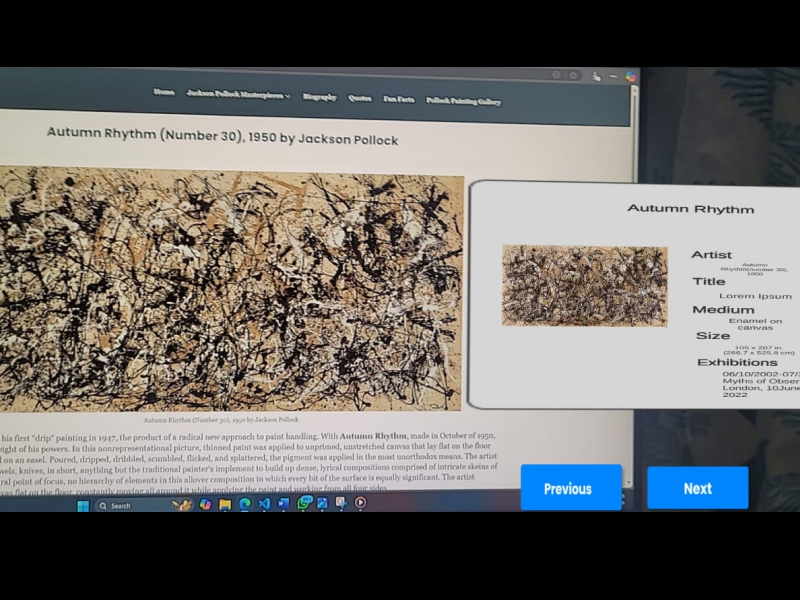 Home Jackson Pollock Masterpieces Biography Quotes Fun Facts Pollock Painting Gallery
Autumn Rhythm (Number 30), 1950 by Jackson Pollock
Autumn Rhythm (Number 30), 1950 by Jackson Pollock
his first "drip" painting in 1947, the product of a radical new approach to paint handling. With Autumn Rhythm, made in October of 1950,
eight of his powers. In this nonrepresentational picture, thinned paint was applied to unprimed, unstretched canvas that lay flat on the floor
l on an easel. Poured, dripped, dribbled, scumbled, flicked, and splattered, the pigment was applied in the most unorthodox means. The artist
wels, knives, in short, anything but the traditional painter's implement to build up dense, lyrical compositions comprised of intricate skeins of
ral point of focus, no hierarchy of elements in this allover composition in which every bit of the surface is equally significant. The artist
vas flat on the floor, constantly moving all around it while applying the paint and working from all four sides.
Search
Autumn Rhythm
Artist
Autumn
Rhythm(number 30),
1950
Title
Lorem Ipsum
Medium
Enamel on
canvas
Size
105 x 207 in.
(266.7 x 525.8 cm)
Exhibitions
06/10/2002-07/
Myths of Obser
London, 10June
2022
Previous
Next